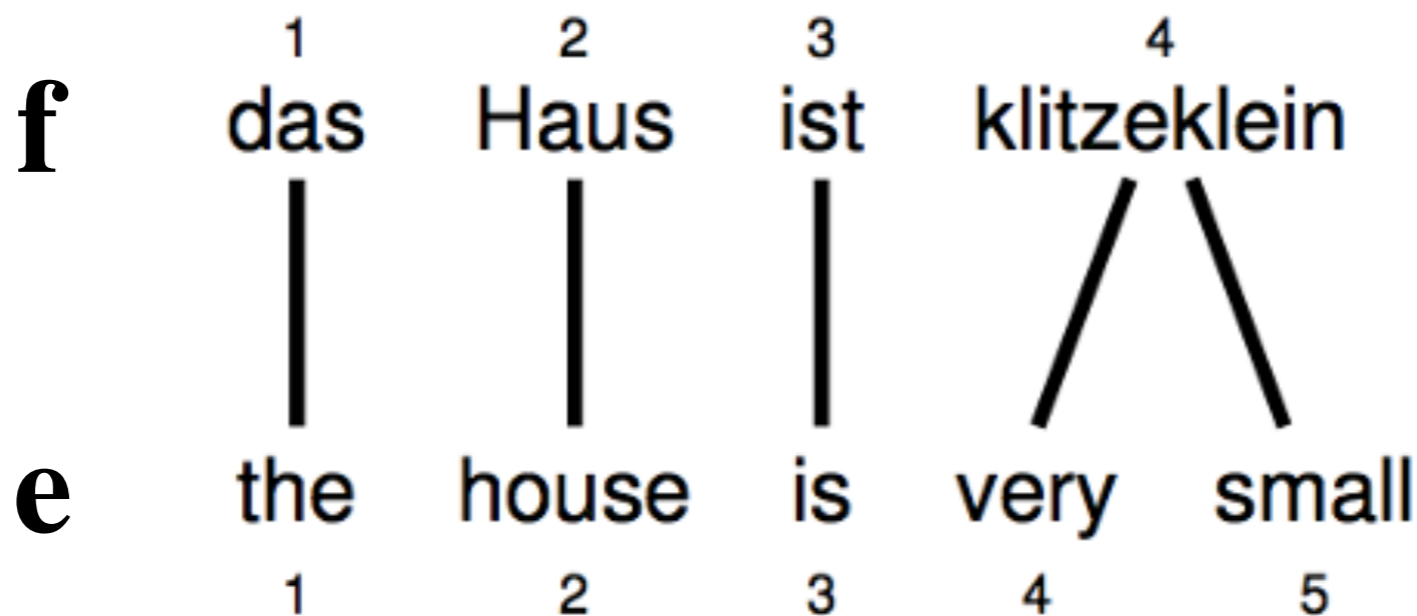 1 2 3 4
f das Haus ist klitzeklein
e the house is very small
1 2 3 4 5